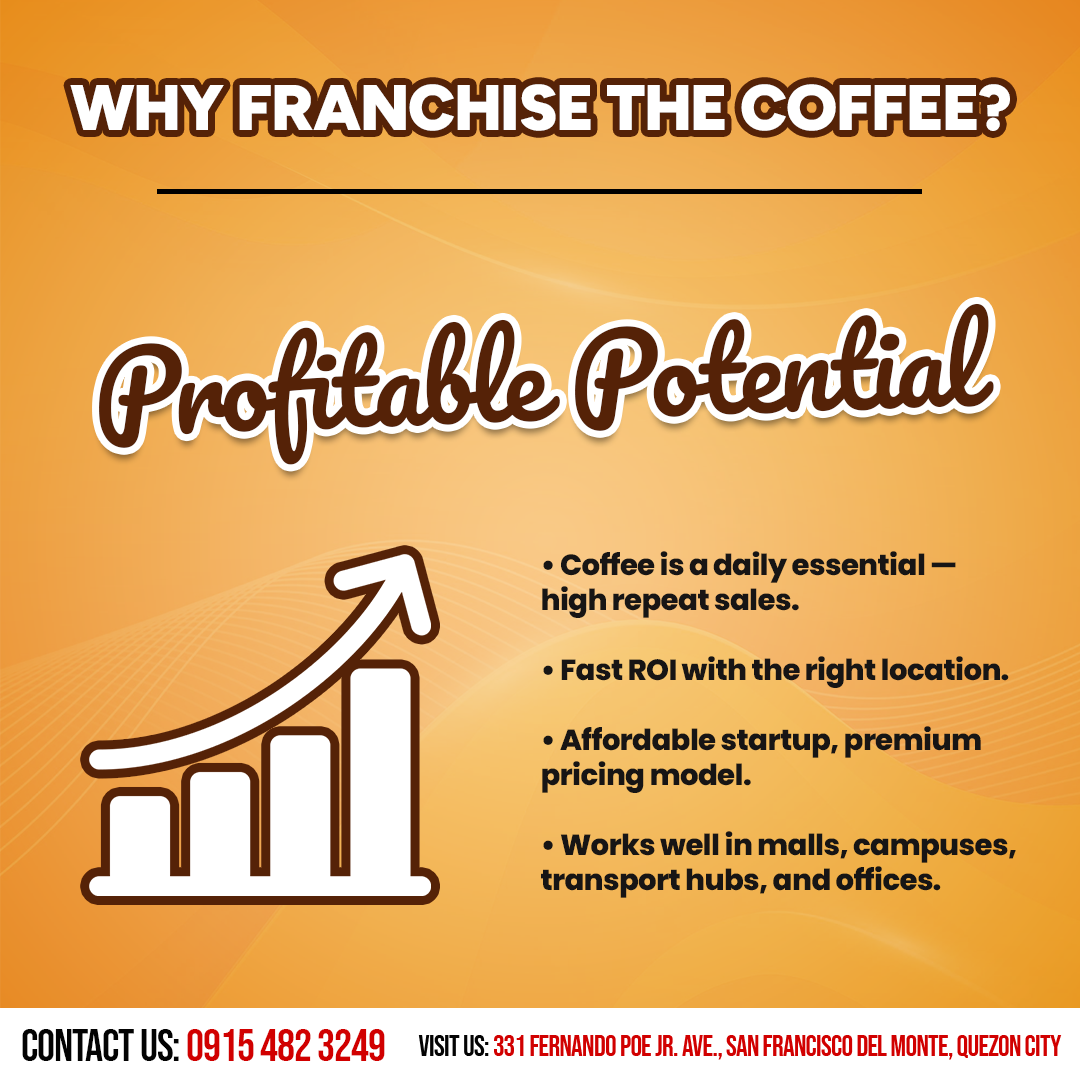 WHY FRANCHISE THE COFFEE?
Profitable Potential
• Coffee is a daily essential —
high repeat sales.
• Fast ROI with the right location.
• Affordable startup, premium
pricing model.
• Works well in malls, campuses,
transport hubs, and offices.
CONTACT US: 0915 482 3249
VISIT US: 331 FERNANDO POE JR. AVE., SAN FRANCISCO DEL MONTE, QUEZON CITY